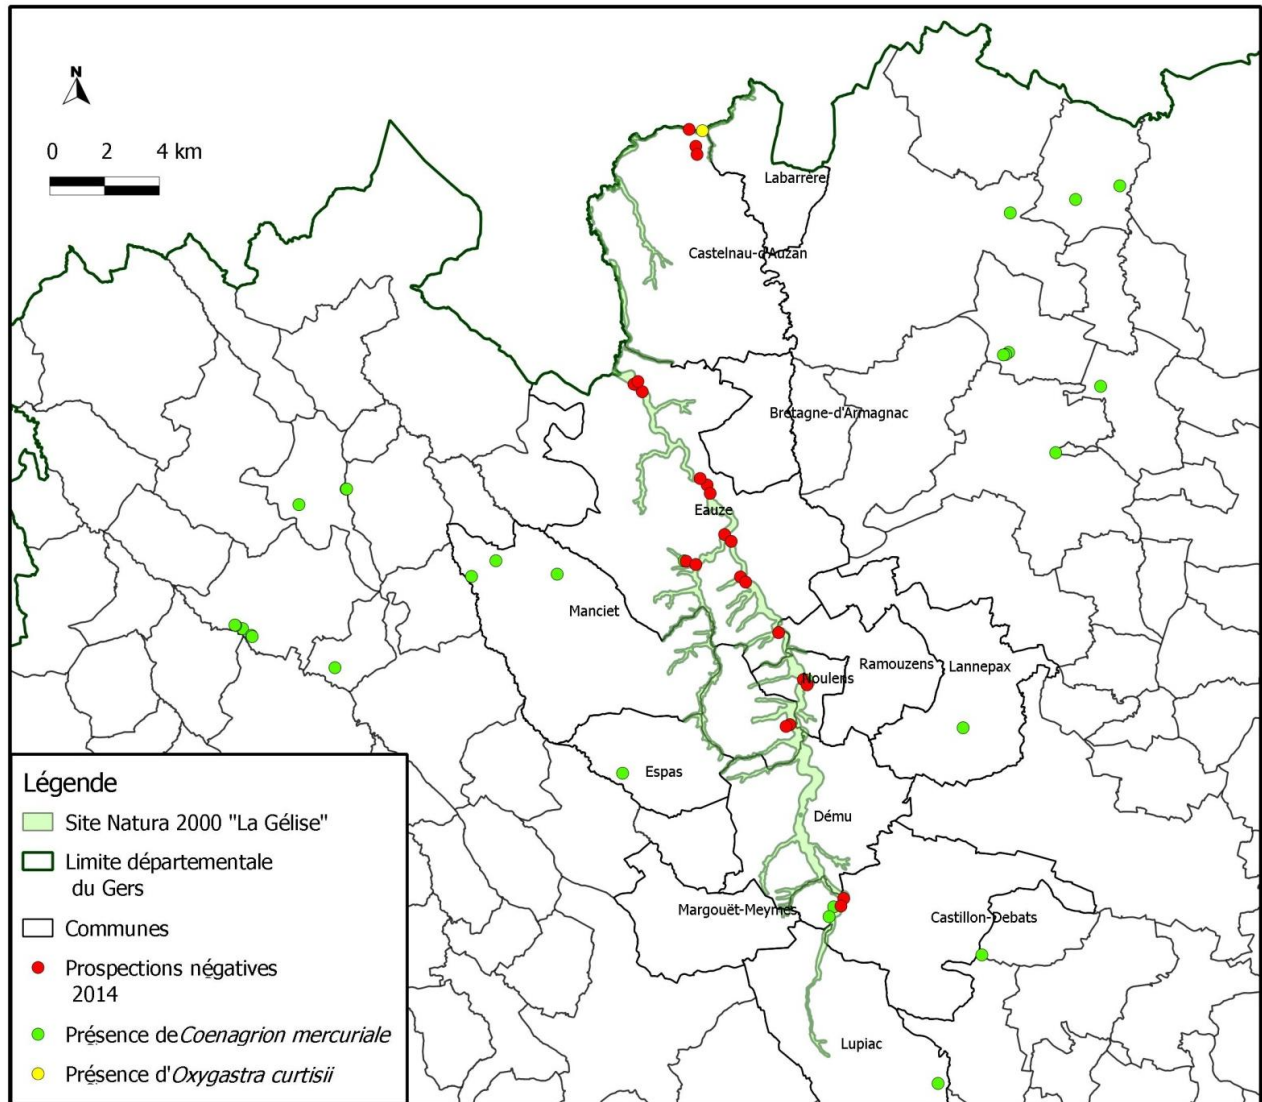 N
0 2 4 km
Labarrère
Castelnau-d'Auzan
Bretagne-d'Armagnac
Eauze
Manciet
Ramouzens
Lannepax
Noulens
Espas
Dému
Margouët-Meymes
Castillon-Debats
Lupiac
Légende
Site Natura 2000 "La Gélise"
Limite départementale
du Gers
Communes
Prospections négatives
2014
Présence de Coenagrion mercuriale
Présence d'Oxygastra curtisii